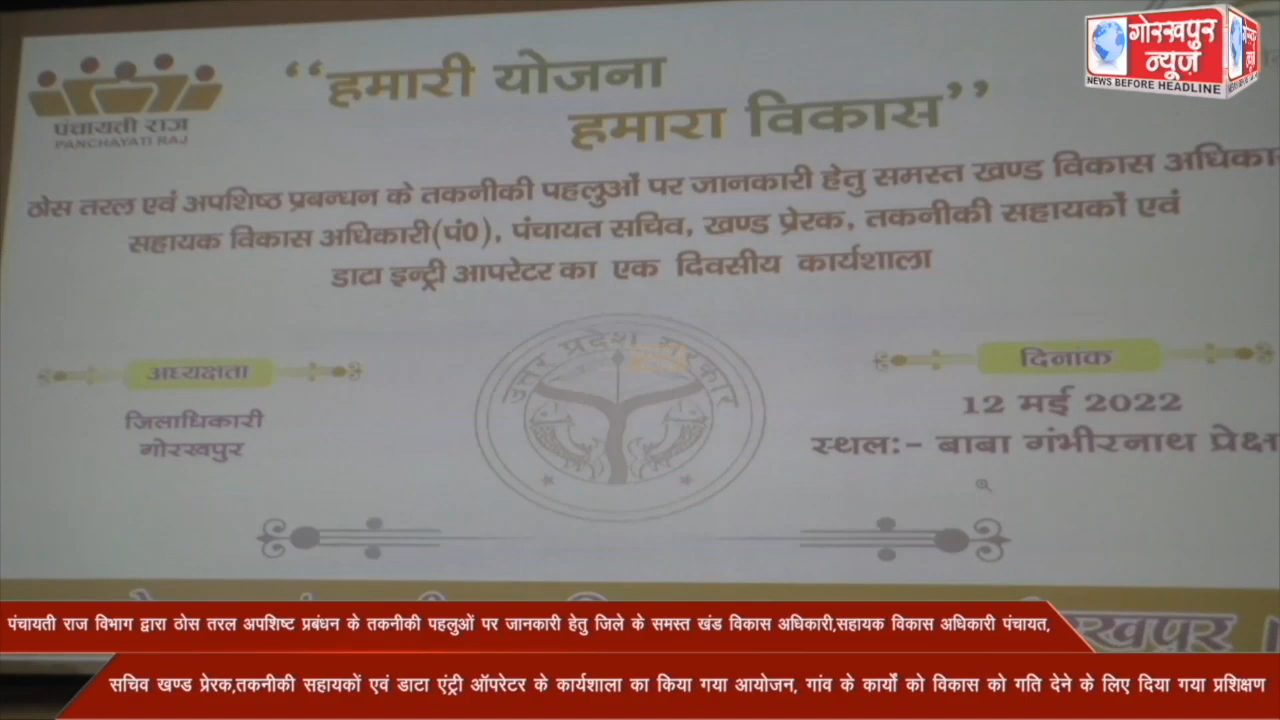 गोरखपुर
न्यूज़
NEWS BEFORE HEADLINE
पंचायती राज
PANCHAYATI RAJ
“हमारी योजना
हमारा विकास”
ठोस तरल एवं अपशिष्ठ प्रबन्धन के तकनीकी पहलुओं पर जानकारी हेतु समस्त खण्ड विकास
सहायक विकास अधिकारी(पं0), पंचायत सचिव, खण्ड प्रेरक, तकनीकी सहायकों एवं
डाटा इन्ट्री आपरेटर का एक दिवसीय कार्यशाला
उत्तर प्रदेश सरकार
अध्यक्षता
जिलाधिकारी
गोरखपुर
दिनांक
12 मई 2022
स्थल:- बाबा गंभीरनाथ
पंचायती राज विभाग द्वारा ठोस तरल अपशिष्ट प्रबंधन के तकनीकी पहलुओं पर जानकारी हेतु जिले के समस्त खंड विकास अधिकारी,सहायक विकास अधिकारी पंचायत,
सचिव खण्ड प्रेरक,तकनीकी सहायकों एवं डाटा एंट्री ऑपरेटर के कार्यशाला का किया गया आयोजन, गांव के कार्यों को विकास को गति देने के लिए दिया गया प्रशिक्षण